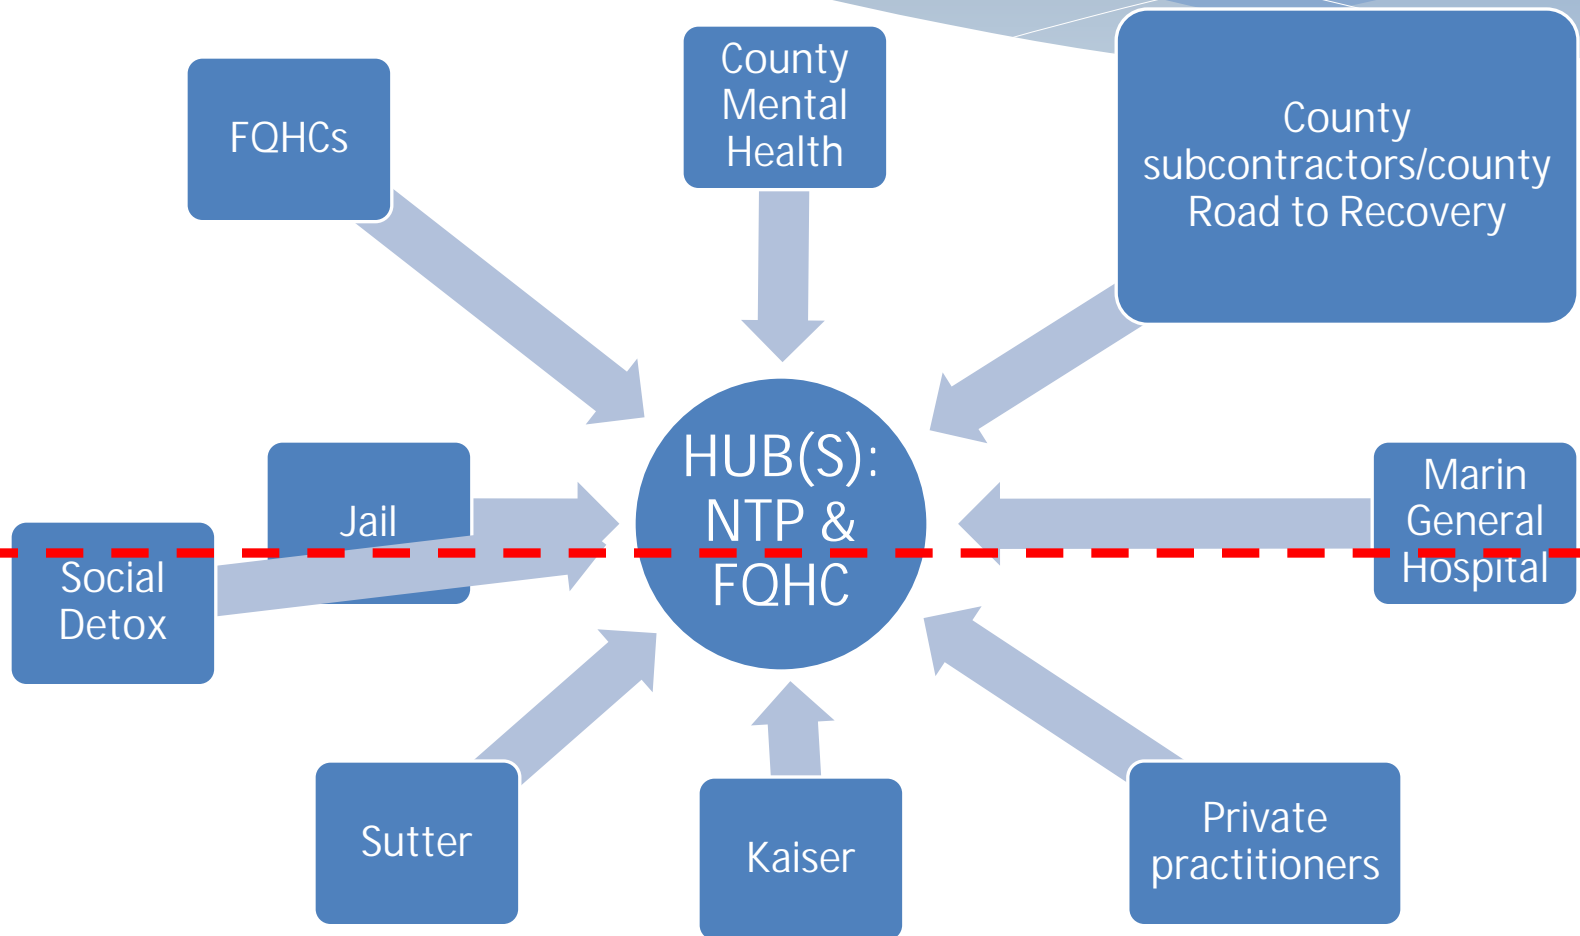 County
Mental
Health
FQHCs
County
subcontractors/county
Road to Recovery
HUB(S):
NTP &
FQHC
Jail
Marin
General
Hospital
Social
Detox
Sutter
Kaiser
Private
practitioners